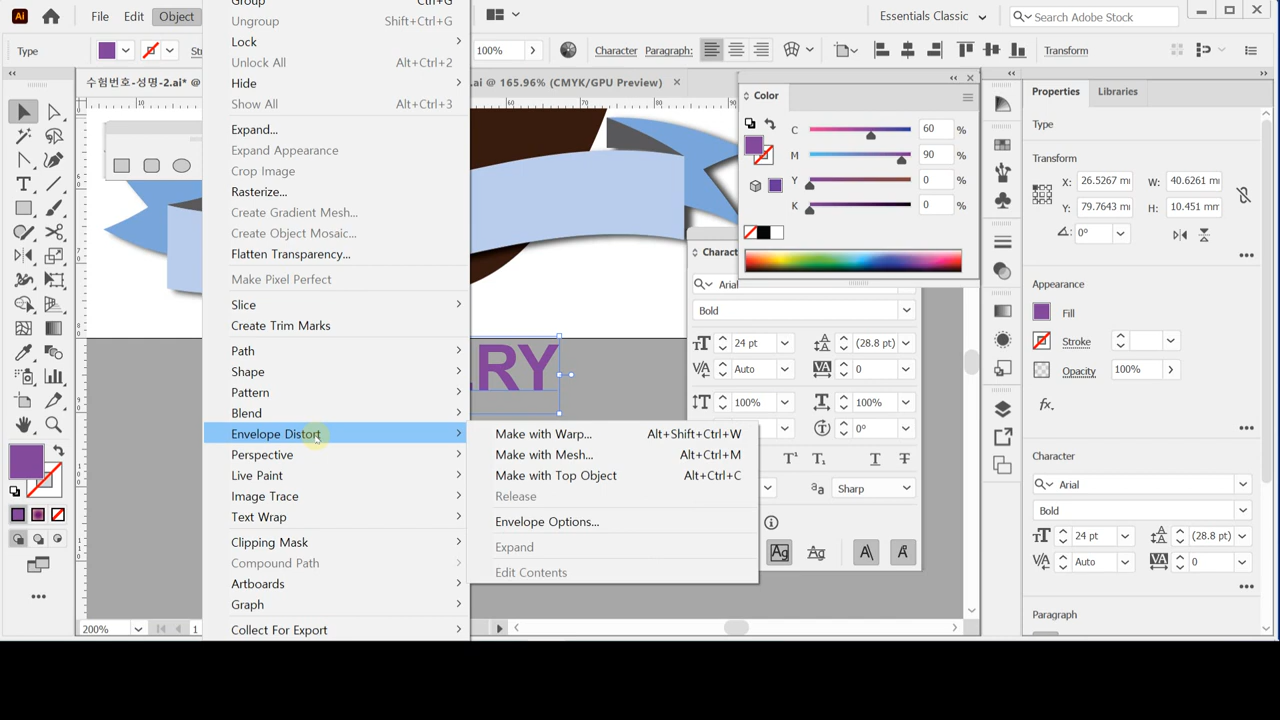 Ai
File
Edit
Object
Essentials Classic
Search Adobe Stock
Type
100%
Character
Paragraph:
Transform
수험번호-성명-2.ai* @
.ai @ 165.96% (CMYK/GPU Preview)
Group Ctrl+G
Ungroup Shift+Ctrl+G
Lock
Unlock All Alt+Ctrl+2
Hide
Show All Alt+Ctrl+3
Expand...
Expand Appearance
Crop Image
Rasterize...
Create Gradient Mesh...
Create Object Mosaic...
Flatten Transparency...
Make Pixel Perfect
Slice
Create Trim Marks
Path
Shape
Pattern
Blend
Envelope Distort
Perspective
Live Paint
Image Trace
Text Wrap
Clipping Mask
Compound Path
Artboards
Graph
Collect For Export
Make with Warp... Alt+Shift+Ctrl+W
Make with Mesh... Alt+Ctrl+M
Make with Top Object Alt+Ctrl+C
Release
Envelope Options...
Expand
Edit Contents
10
60
70
80
RY
Color
C 60 %
M 90 %
Y 0 %
K 0 %
Arial
Bold
24 pt
(28.8 pt)
Auto
0
100%
100%
0°
Sharp
Properties
Libraries
Type
Transform
X: 26.5267 m
W: 40.6261 m
Y: 79.7643 m
H: 10.451 mm
0°
Appearance
Fill
Stroke
Opacity 100%
fx.
Character
Arial
Bold
24 pt
(28.8 pt)
Auto
0
Paragraph
200%
1